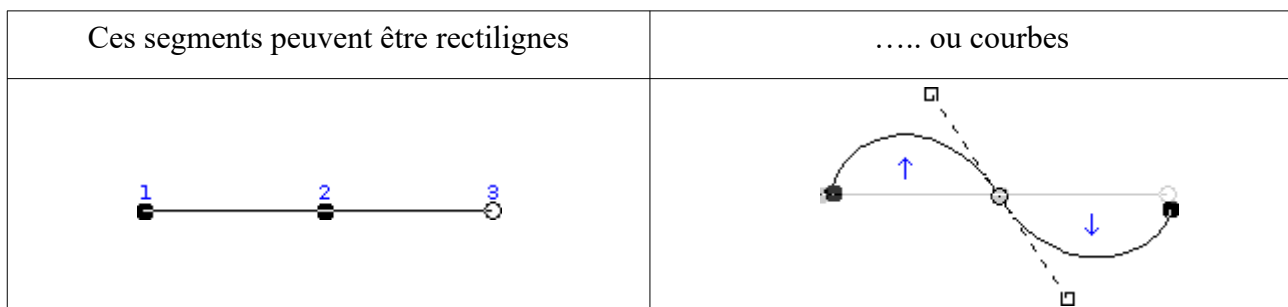 Ces segments peuvent être rectilignes
….. ou courbes
1 2 3
↑
↓